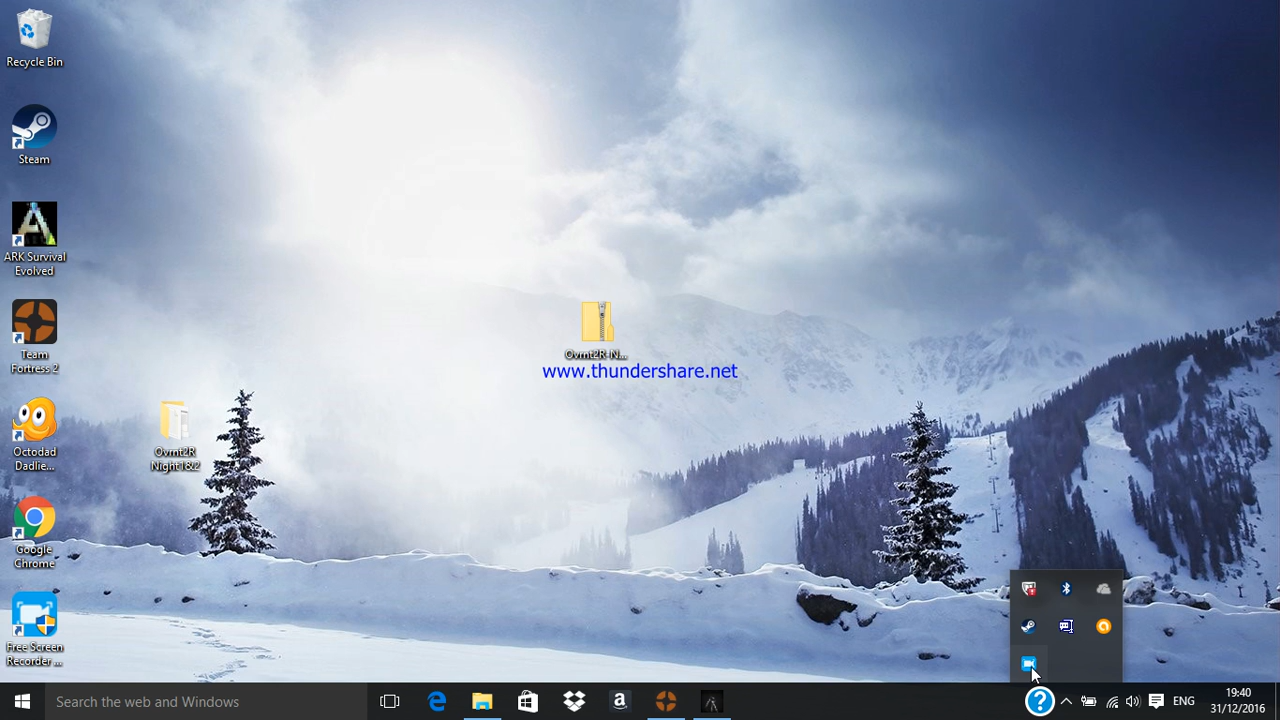 Recycle Bin
Steam
ARK Survival
Evolved
Team
Fortress 2
Octodad
Dadlie...
Google
Chrome
Free Screen
Recorder ...
Ovrnt2R
Night1&2
Ovrnt2R-N...
www.thundershare.net
Search the web and Windows
ENG
19:40
31/12/2016